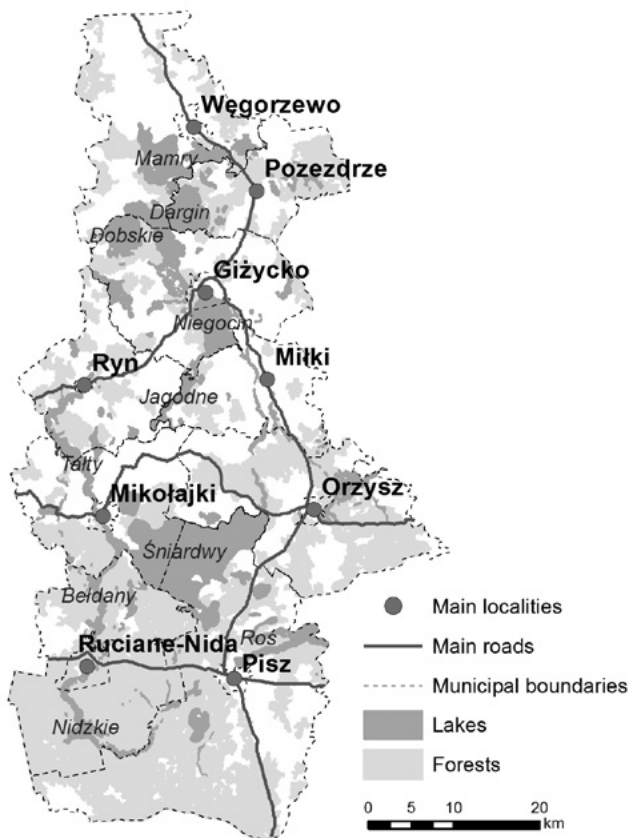 Węgorzewo
Mamry
Pozezdrze
Dargin
Dobskie
Giżycko
Niegocin
Ryn
Miłki
Jagodne
Tałty
Mikołajki
Orzysz
Śniardwy
Bełdany
Ruciane-Nida
Roś
Pisz
Nidzkie
Main localities
Main roads
Municipal boundaries
Lakes
Forests
0 5 10 20
km